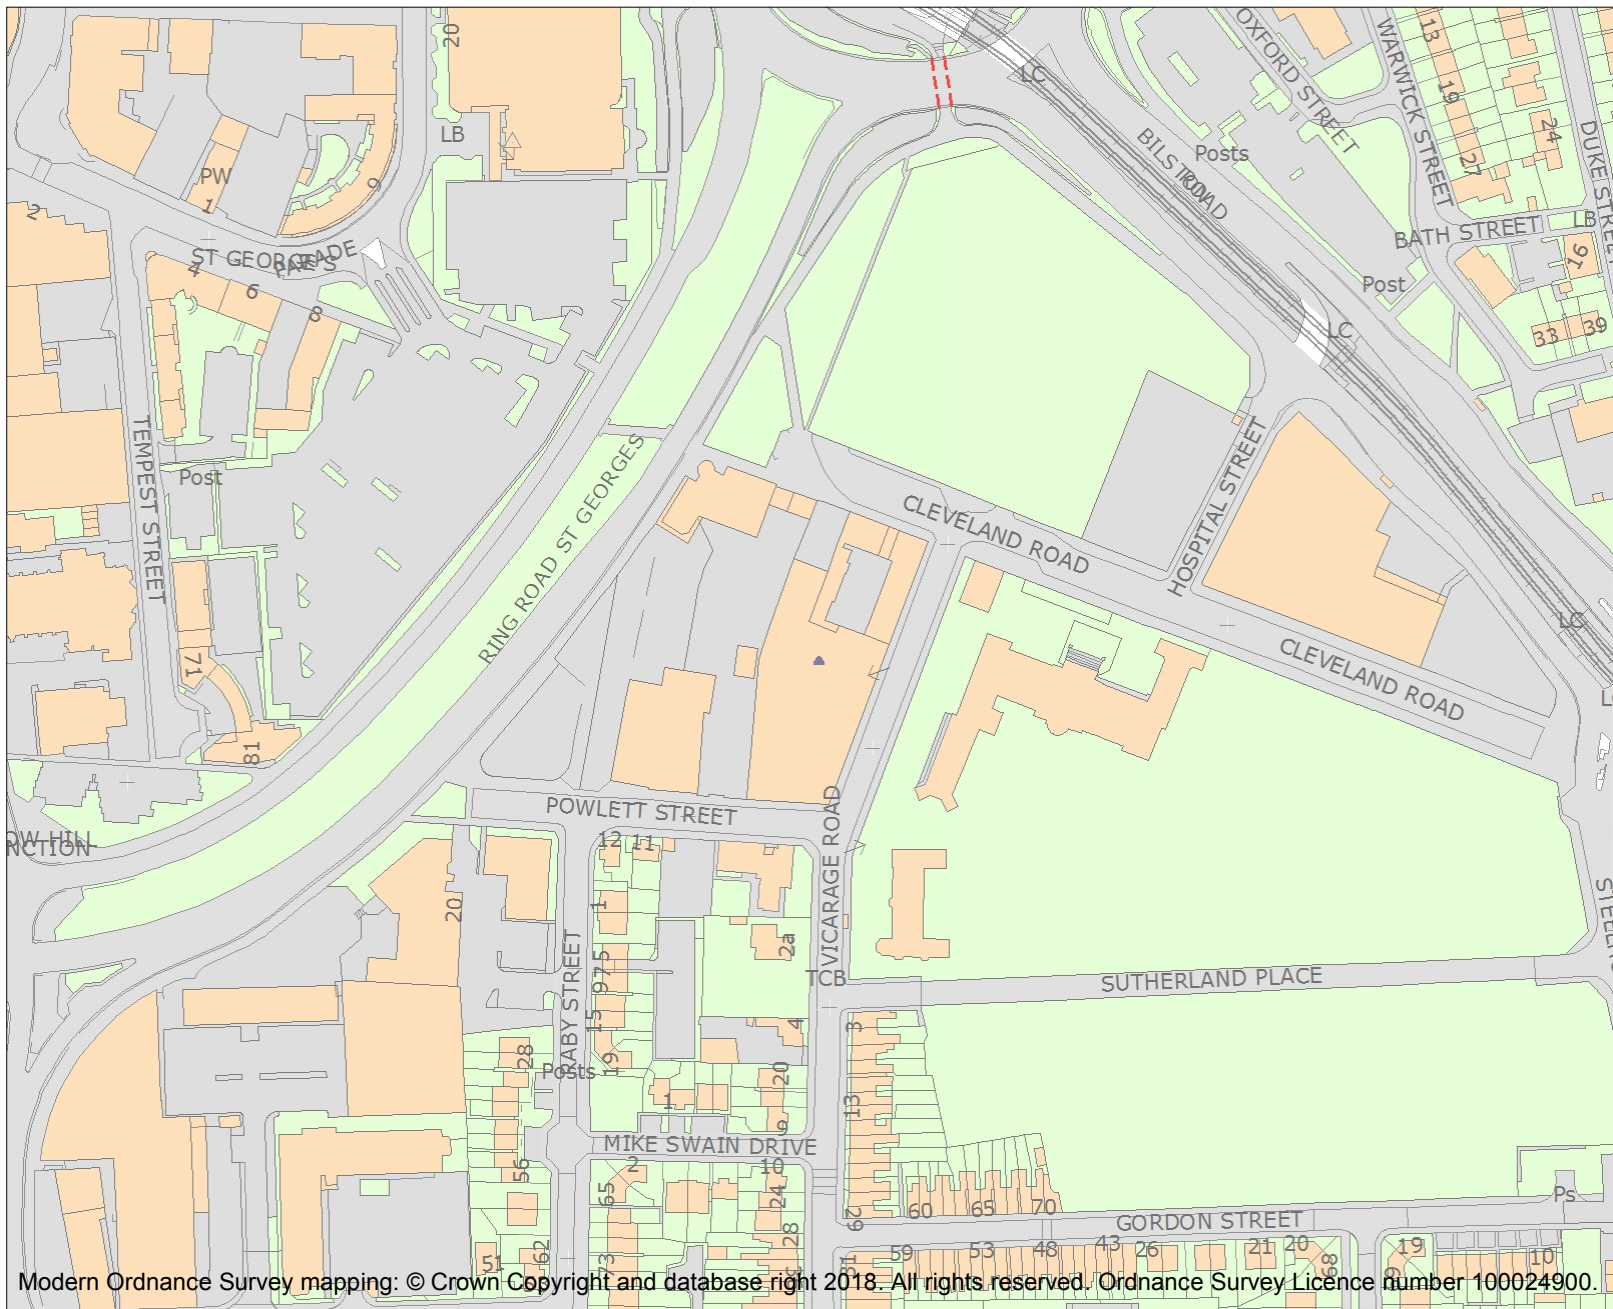 20
LC
OXFORD STREET
WARWICK STREET
13
19
27
24
DUKE STREET
LB
Posts
BILSTON
ROAD
PW
1
9
2
ST GEORGE'S
PARADE
4
6
8
BATH STREET
LB
16
Post
LC
33
39
TEMPEST STREET
Post
RING ROAD ST GEORGES
CLEVELAND ROAD
HOSPITAL STREET
CLEVELAND ROAD
LC
71
81
POWLETT STREET
VICARAGE ROAD
12
11
20
1
2a
5
7
9
15
19
RABY STREET
TCB
SUTHERLAND PLACE
4
3
28
Posts
20
1
13
9
MIKE SWAIN DRIVE
2
10
56
65
24
29
60
65
70
Ps
GORDON STREET
28
62
51
73
31
59
53
48
43
26
21
20
68
19
10
Modern Ordnance Survey mapping: © Crown Copyright and database right 2018. All rights reserved. Ordnance Survey Licence number 100024900.